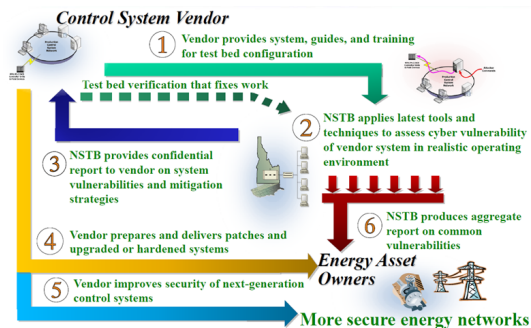 Control System Vendor
1 Vendor provides system, guides, and training
for test bed configuration
Test bed verification that fixes work
2 NSTB applies latest tools and
techniques to assess cyber vulnerability
of vendor system in realistic operating
environment
3 NSTB provides confidential
report to vendor on system
vulnerabilities and mitigation
strategies
4 Vendor prepares and delivers patches and
upgraded or hardened systems
6 NSTB produces aggregate
report on common
vulnerabilities
Energy Asset
Owners
5 Vendor improves security of next-generation
control systems
More secure energy networks